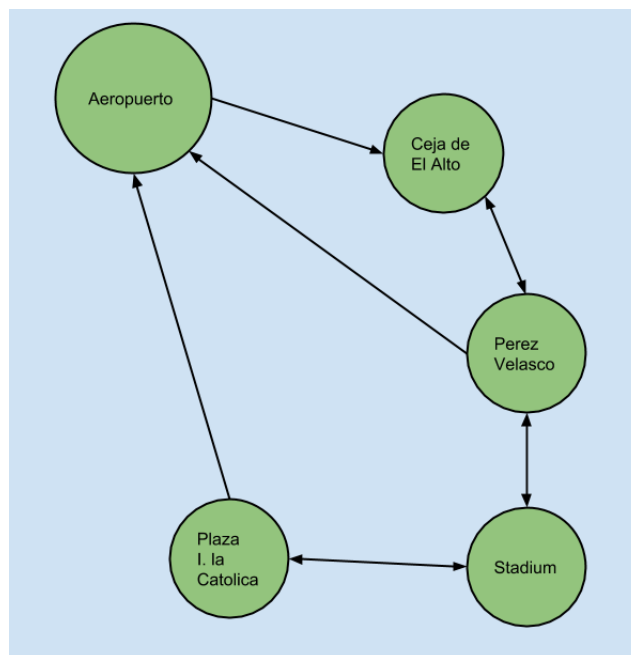 Aeropuerto
Ceja de
El Alto
Perez
Velasco
Plaza
I. la
Catolica
Stadium